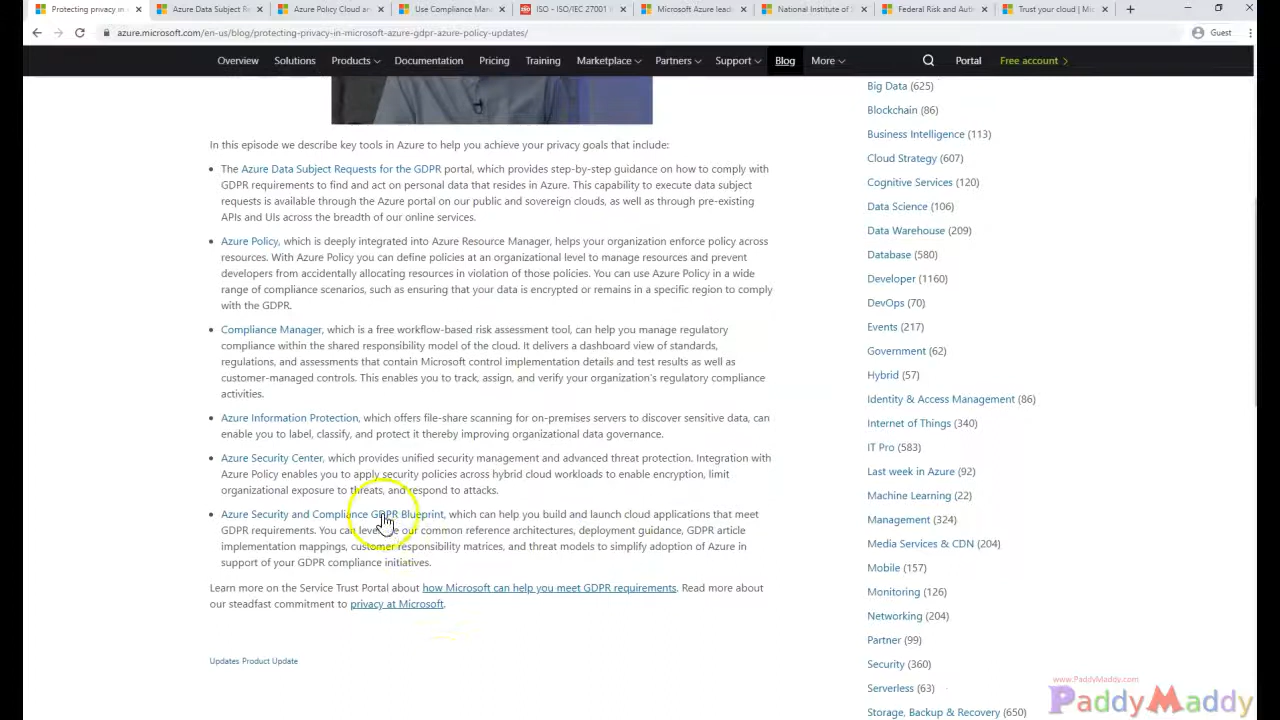 Protecting privacy in
Azure Data Subject Re
Azure Policy Cloud an
Use Compliance Man
ISO - ISO/IEC 27001
Microsoft Azure lead
National Institute of
Federal Risk and Auth
Trust your cloud | Mi
azure.microsoft.com/en-us/blog/protecting-privacy-in-microsoft-azure-gdpr-azure-policy-updates/
Guest
Overview Solutions Products Documentation Pricing Training Marketplace Partners Support Blog More Portal Free account
In this episode we describe key tools in Azure to help you achieve your privacy goals that include:
The Azure Data Subject Requests for the GDPR portal, which provides step-by-step guidance on how to comply with
GDPR requirements to find and act on personal data that resides in Azure. This capability to execute data subject
requests is available through the Azure portal on our public and sovereign clouds, as well as through pre-existing
APIs and UIs across the breadth of our online services.
Azure Policy, which is deeply integrated into Azure Resource Manager, helps your organization enforce policy across
resources. With Azure Policy you can define policies at an organizational level to manage resources and prevent
developers from accidentally allocating resources in violation of those policies. You can use Azure Policy in a wide
range of compliance scenarios, such as ensuring that your data is encrypted or remains in a specific region to comply
with the GDPR.
Compliance Manager, which is a free workflow-based risk assessment tool, can help you manage regulatory
compliance within the shared responsibility model of the cloud. It delivers a dashboard view of standards,
regulations, and assessments that contain Microsoft control implementation details and test results as well as
customer-managed controls. This enables you to track, assign, and verify your organization's regulatory compliance
activities.
Azure Information Protection, which offers file-share scanning for on-premises servers to discover sensitive data, can
enable you to label, classify, and protect it thereby improving organizational data governance.
Azure Security Center, which provides unified security management and advanced threat protection. Integration with
Azure Policy enables you to apply security policies across hybrid cloud workloads to enable encryption, limit
organizational exposure to threats, and respond to attacks.
Azure Security and Compliance GDPR Blueprint, which can help you build and launch cloud applications that meet
GDPR requirements. You can leverage our common reference architectures, deployment guidance, GDPR article
implementation mappings, customer responsibility matrices, and threat models to simplify adoption of Azure in
support of your GDPR compliance initiatives.
Learn more on the Service Trust Portal about how Microsoft can help you meet GDPR requirements. Read more about
our steadfast commitment to privacy at Microsoft.
Updates Product Update
Big Data (625)
Blockchain (86)
Business Intelligence (113)
Cloud Strategy (607)
Cognitive Services (120)
Data Science (106)
Data Warehouse (209)
Database (580)
Developer (1160)
DevOps (70)
Events (217)
Government (62)
Hybrid (57)
Identity & Access Management (86)
Internet of Things (340)
IT Pro (583)
Last week in Azure (92)
Machine Learning (22)
Management (324)
Media Services & CDN (204)
Mobile (157)
Monitoring (126)
Networking (204)
Partner (99)
Security (360)
Serverless (63)
Storage, Backup & Recovery (650)
www.PaddyMaddy.com
PaddyMaddy